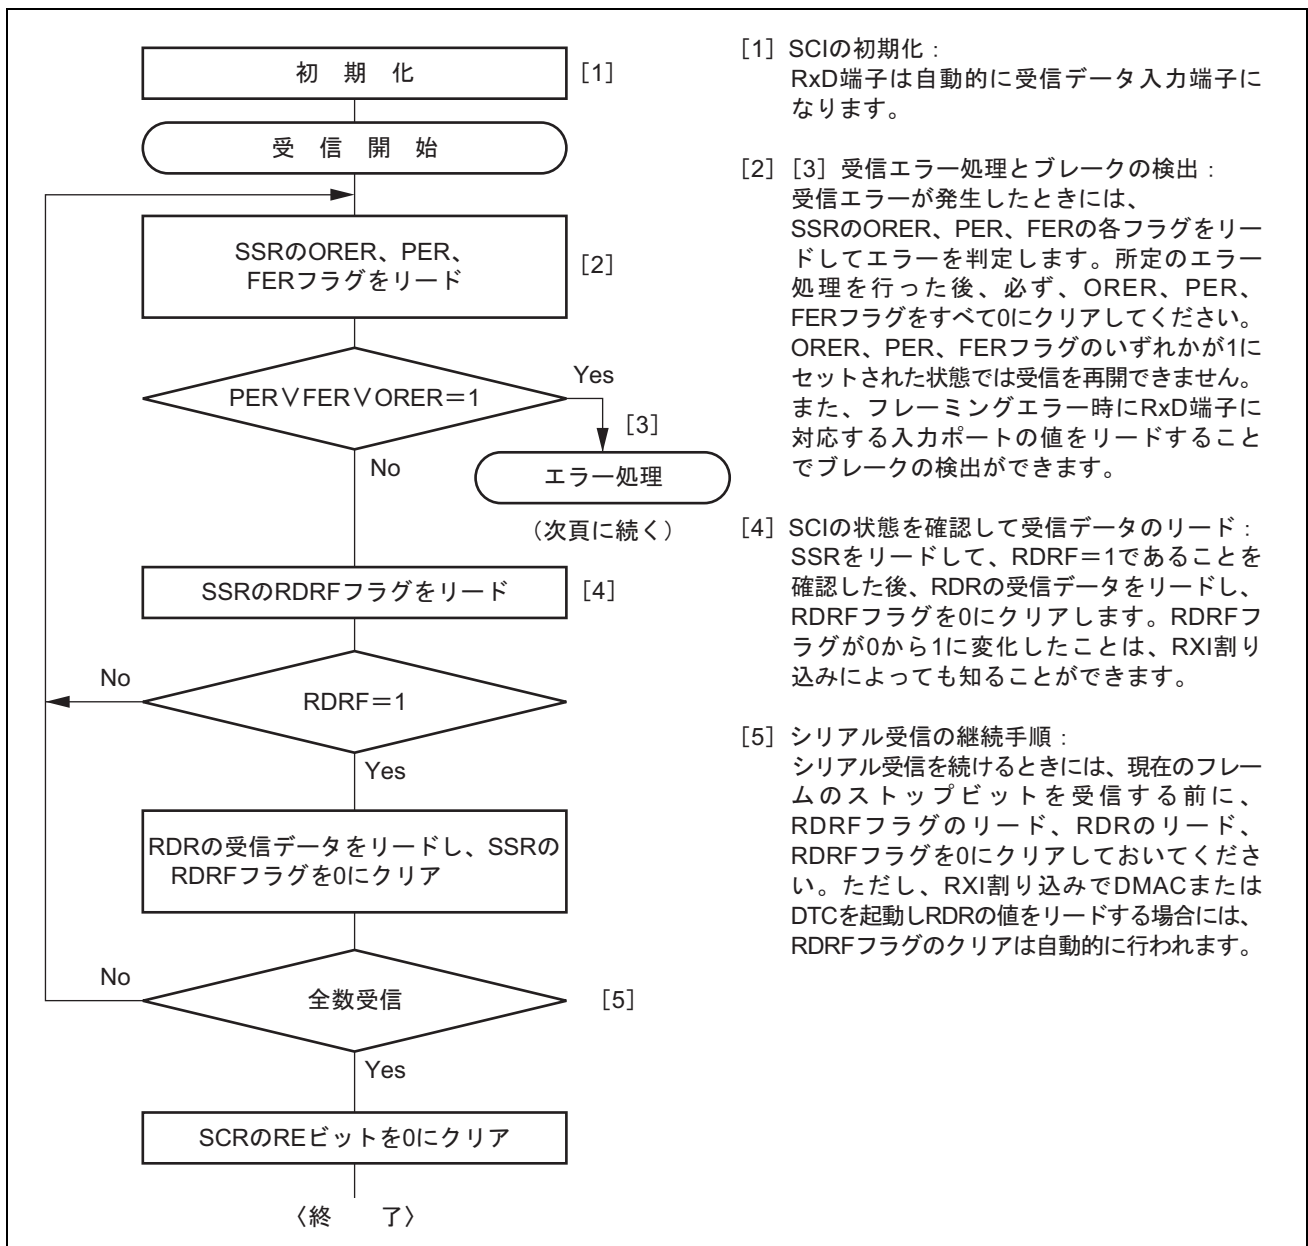 初　期　化
[1]
受　信　開　始
SSRのORER、PER、
FERフラグをリード
[2]
PER∨FER∨ORER＝1
Yes
[3]
No
エラー処理
（次頁に続く）
SSRのRDRFフラグをリード
[4]
No
RDRF＝1
Yes
RDRの受信データをリードし、SSRの
RDRFフラグを0にクリア
No
全数受信
[5]
Yes
SCRのREビットを0にクリア
〈終　　了〉
[1] SCIの初期化：
RxD端子は自動的に受信データ入力端子に
なります。
[2] [3] 受信エラー処理とブレークの検出：
受信エラーが発生したときには、
SSRのORER、PER、FERの各フラグをリー
ドしてエラーを判定します。所定のエラー
処理を行った後、必ず、ORER、PER、
FERフラグをすべて0にクリアしてください。
ORER、PER、FERフラグのいずれかが1に
セットされた状態では受信を再開できません。
また、フレーミングエラー時にRxD端子に
対応する入力ポートの値をリードすること
でブレークの検出ができます。
[4] SCIの状態を確認して受信データのリード：
SSRをリードして、RDRF＝1であることを
確認した後、RDRの受信データをリードし、
RDRFフラグを0にクリアします。RDRFフ
ラグが0から1に変化したことは、RXI割り
込みによっても知ることができます。
[5] シリアル受信の継続手順：
シリアル受信を続けるときには、現在のフレー
ムのストップビットを受信する前に、
RDRFフラグのリード、RDRのリード、
RDRFフラグを0にクリアしておいてくださ
い。ただし、RXI割り込みでDMACまたは
DTCを起動しRDRの値をリードする場合には、
RDRFフラグのクリアは自動的に行われます。